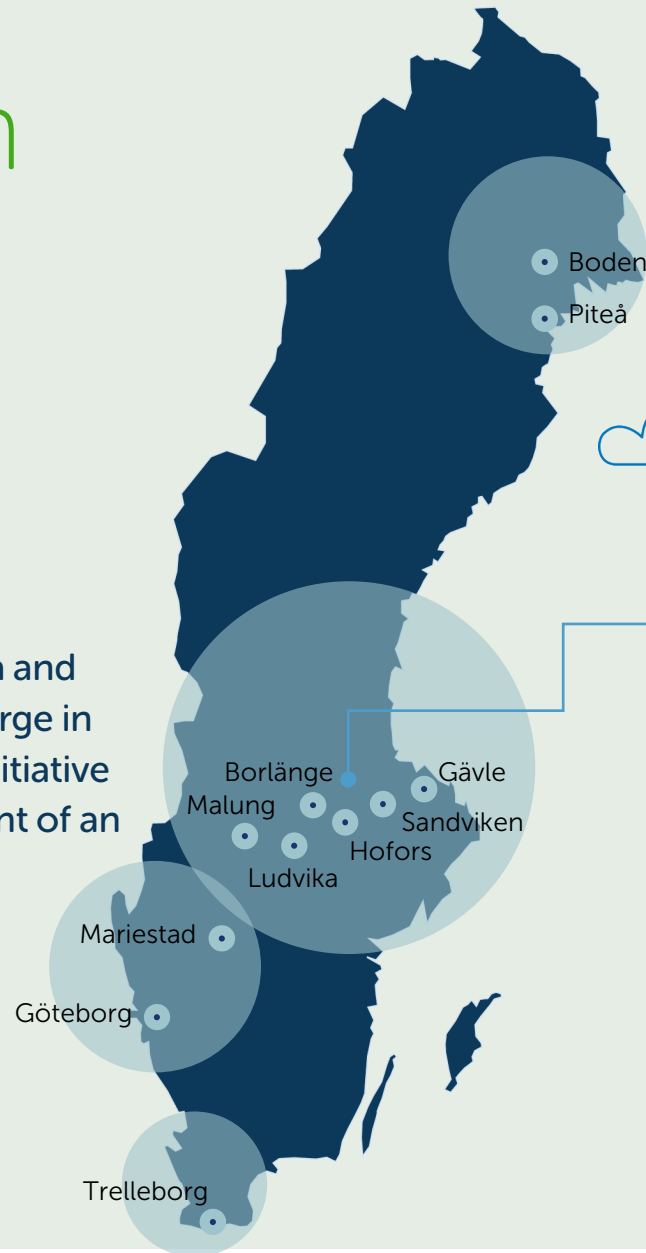 n
Boden
Piteå
n and
rge in
itiative
nt of an
Borlänge
Gävle
Malung
Sandviken
Hofors
Ludvika
Mariestad
Göteborg
Trelleborg